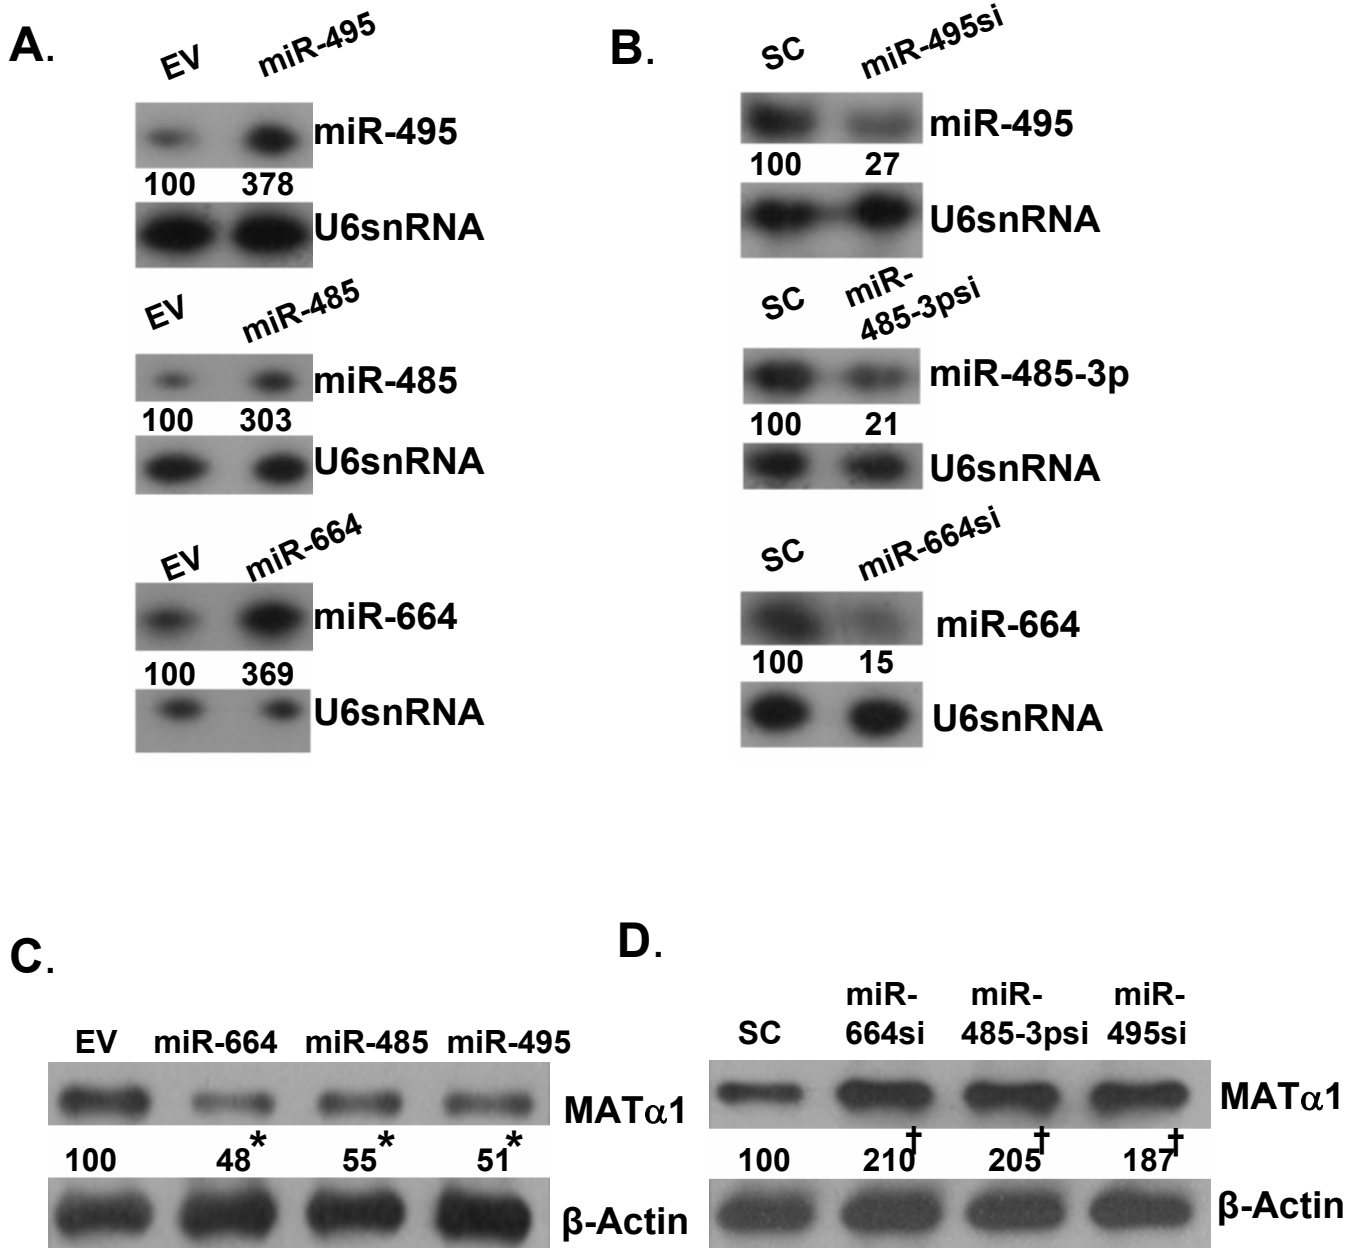 A.
EV miR-495
miR-495
100 378
U6snRNA
EV miR-485
miR-485
100 303
U6snRNA
EV miR-664
miR-664
100 369
U6snRNA
B.
SC miR-495si
miR-495
100 27
U6snRNA
SC miR-
485-3psi
miR-485-3p
100 21
U6snRNA
SC miR-664si
miR-664
100 15
U6snRNA
C.
EV miR-664 miR-485 miR-495
MATα1
100 48* 55* 51*
β-Actin
D.
miR- miR- miR-
SC 664si 485-3psi 495si
MATα1
100 210† 205† 187†
β-Actin